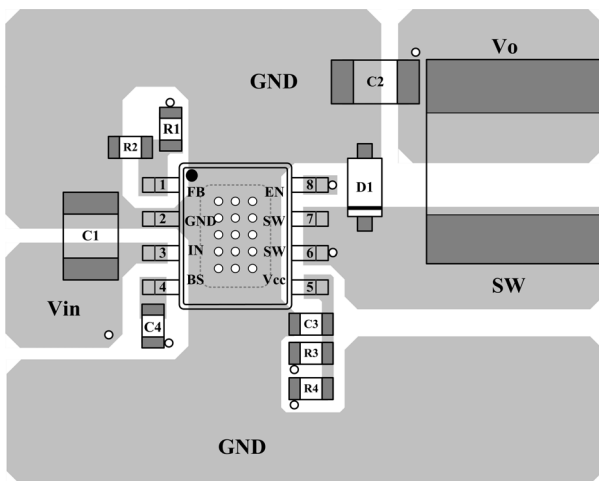 Vo
GND
C2
R1
R2
1
FB
EN
8
D1
2
GND
SW
7
C1
3
IN
SW
6
4
BS
Vcc
5
SW
Vin
C4
C3
R3
R4
GND